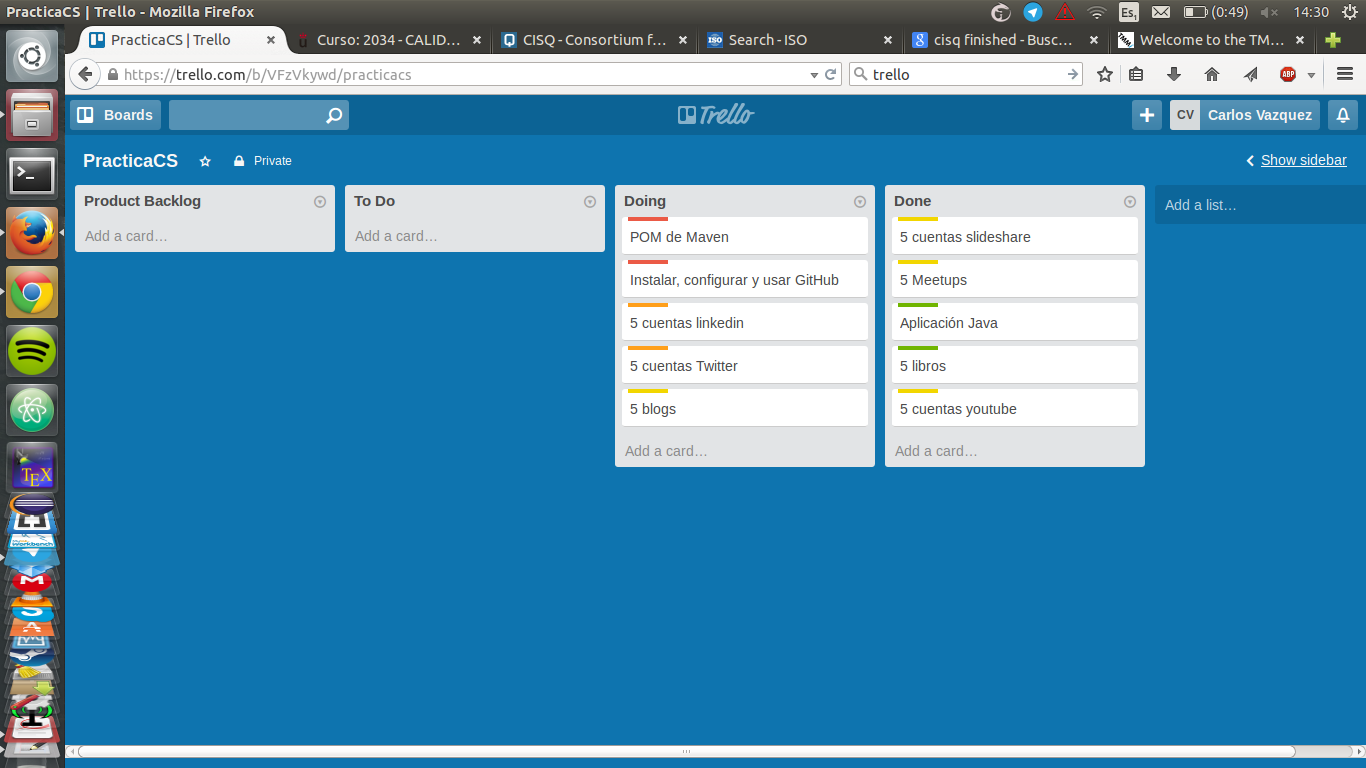 PracticaCS | Trello - Mozilla Firefox
Es1
(0:49)
14:30
PracticaCS | Trello
Curso: 2034 - CALID...
CISQ - Consortium f...
Search - ISO
cisq finished - Busc...
Welcome to the TM...
https://trello.com/b/VFzVkywd/practicacs
trello
ABP
Boards
Trello
CV
Carlos Vazquez
PracticaCS
Private
Show sidebar
Product Backlog
Add a card…
To Do
Add a card…
Doing
POM de Maven
Instalar, configurar y usar GitHub
5 cuentas linkedin
5 cuentas Twitter
5 blogs
Add a card…
Done
5 cuentas slideshare
5 Meetups
Aplicación Java
5 libros
5 cuentas youtube
Add a card…
Add a list…
TEX